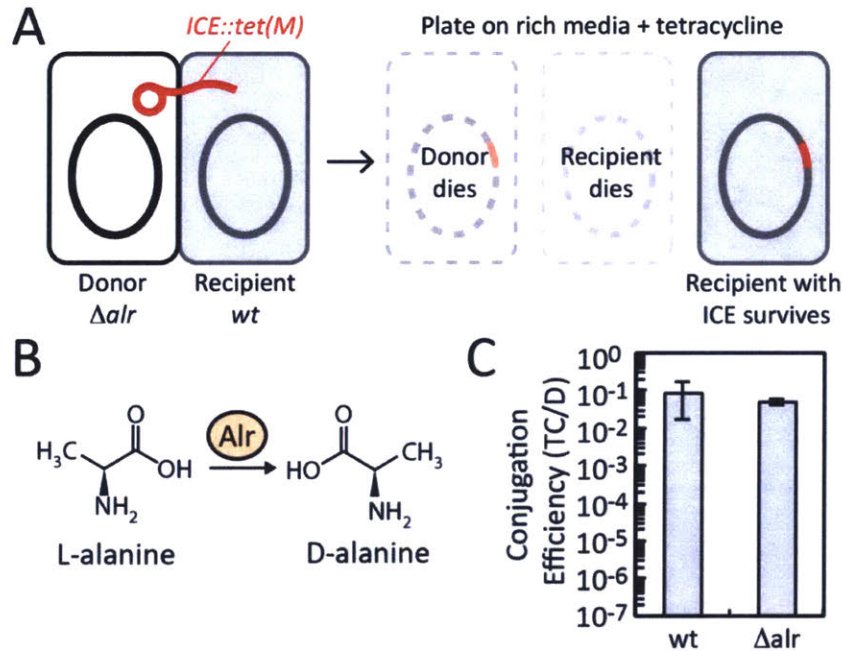 A
ICE::tet(M)
Plate on rich media + tetracycline
Donor
dies
Recipient
dies
Donor
Δalr
Recipient
wt
Recipient with
ICE survives
B
O
H₃C
OH
NH₂
L-alanine
Alr
O
HO
CH₃
NH₂
D-alanine
C
Conjugation
Efficiency (TC/D)
10⁰
10⁻¹
10⁻²
10⁻³
10⁻⁴
10⁻⁵
10⁻⁶
10⁻⁷
wt
Δalr